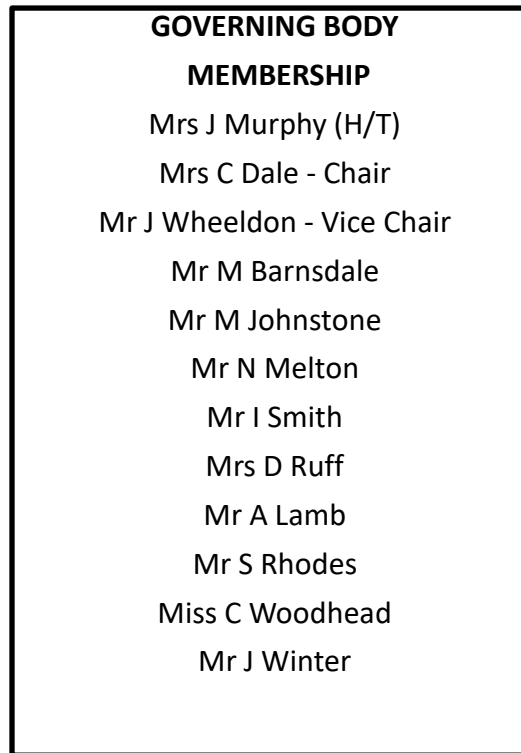 GOVERNING BODY
MEMBERSHIP
Mrs J Murphy (H/T)
Mrs C Dale - Chair
Mr J Wheeldon - Vice Chair
Mr M Barnsdale
Mr M Johnstone
Mr N Melton
Mr I Smith
Mrs D Ruff
Mr A Lamb
Mr S Rhodes
Miss C Woodhead
Mr J Winter